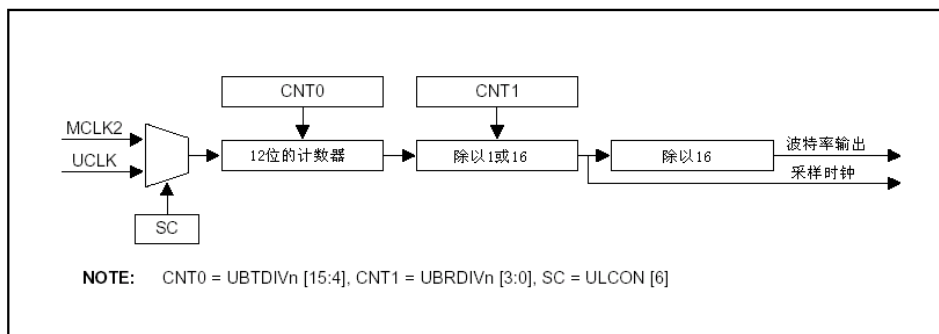 CNT0
CNT1
MCLK2
UCLK
12位的计数器
除以1或16
除以16
波特率输出
采样时钟
SC
NOTE: CNT0 = UBTDIVn [15:4], CNT1 = UBRDIVn [3:0], SC = ULCON [6]